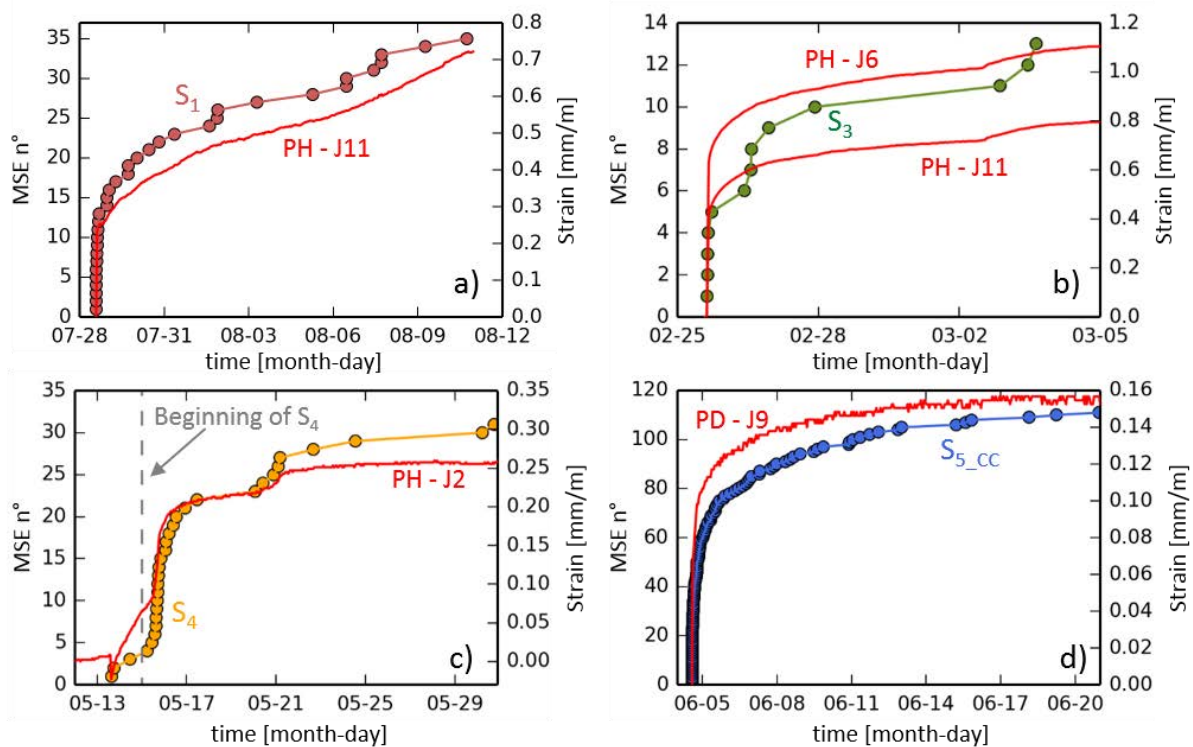 35
30
25
20
15
10
5
0
MSE n°
0.8
0.7
0.6
0.5
0.4
0.3
0.2
0.1
0.0
Strain [mm/m]
S1
PH - J11
a)
07-28 07-31 08-03 08-06 08-09 08-12
time [month-day]
14
12
10
8
6
4
2
0
MSE n°
1.2
1.0
0.8
0.6
0.4
0.2
0.0
Strain [mm/m]
PH - J6
S3
PH - J11
b)
02-25 02-28 03-02 03-05
time [month-day]
35
30
25
20
15
10
5
0
MSE n°
0.35
0.30
0.25
0.20
0.15
0.10
0.05
0.00
Strain [mm/m]
Beginning of S4
PH - J2
S4
c)
05-13 05-17 05-21 05-25 05-29
time [month-day]
120
100
80
60
40
20
0
MSE n°
0.16
0.14
0.12
0.10
0.08
0.06
0.04
0.02
0.00
Strain [mm/m]
PD - J9
S5_CC
d)
06-05 06-08 06-11 06-14 06-17 06-20
time [month-day]